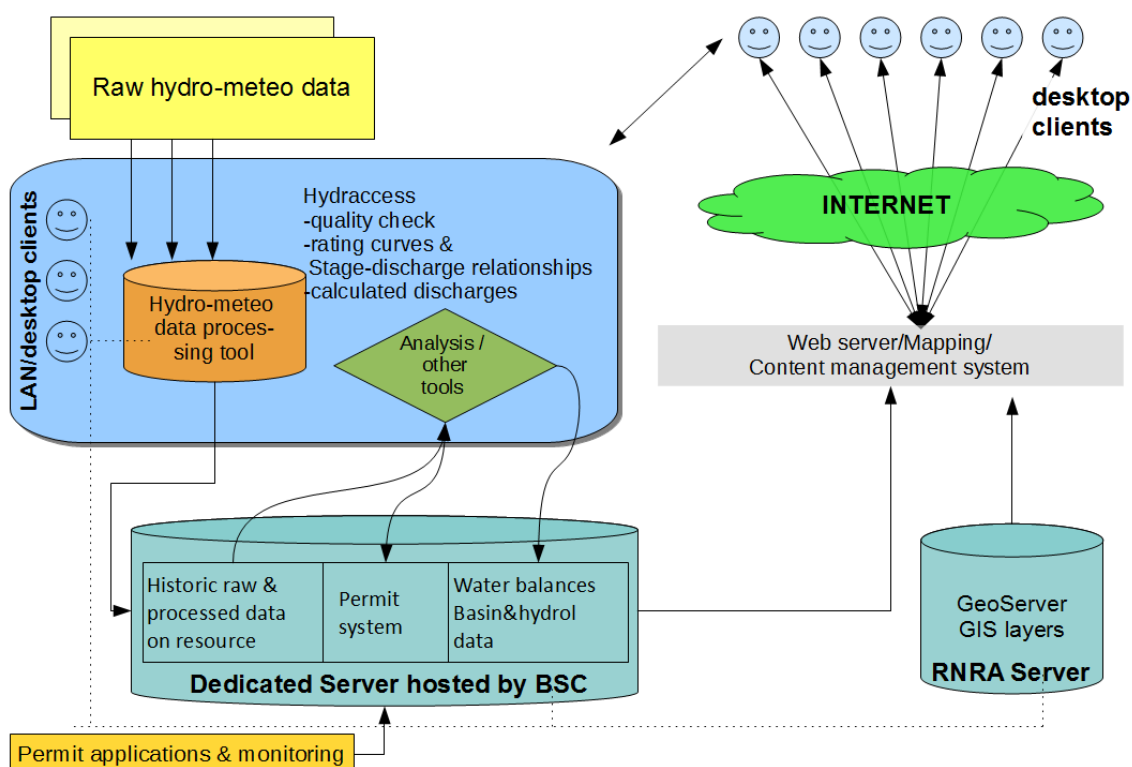 Raw hydro-meteo data
desktop
clients
LAN/desktop clients
Hydraccess
-quality check
-rating curves &
Stage-discharge relationships
-calculated discharges
INTERNET
Hydro-meteo
data proces-
sing tool
Analysis /
other
tools
Web server/Mapping/
Content management system
Historic raw &
processed data
on resource
Permit
system
Water balances
Basin&hydrol
data
Dedicated Server hosted by BSC
GeoServer
GIS layers
RNRA Server
Permit applications & monitoring